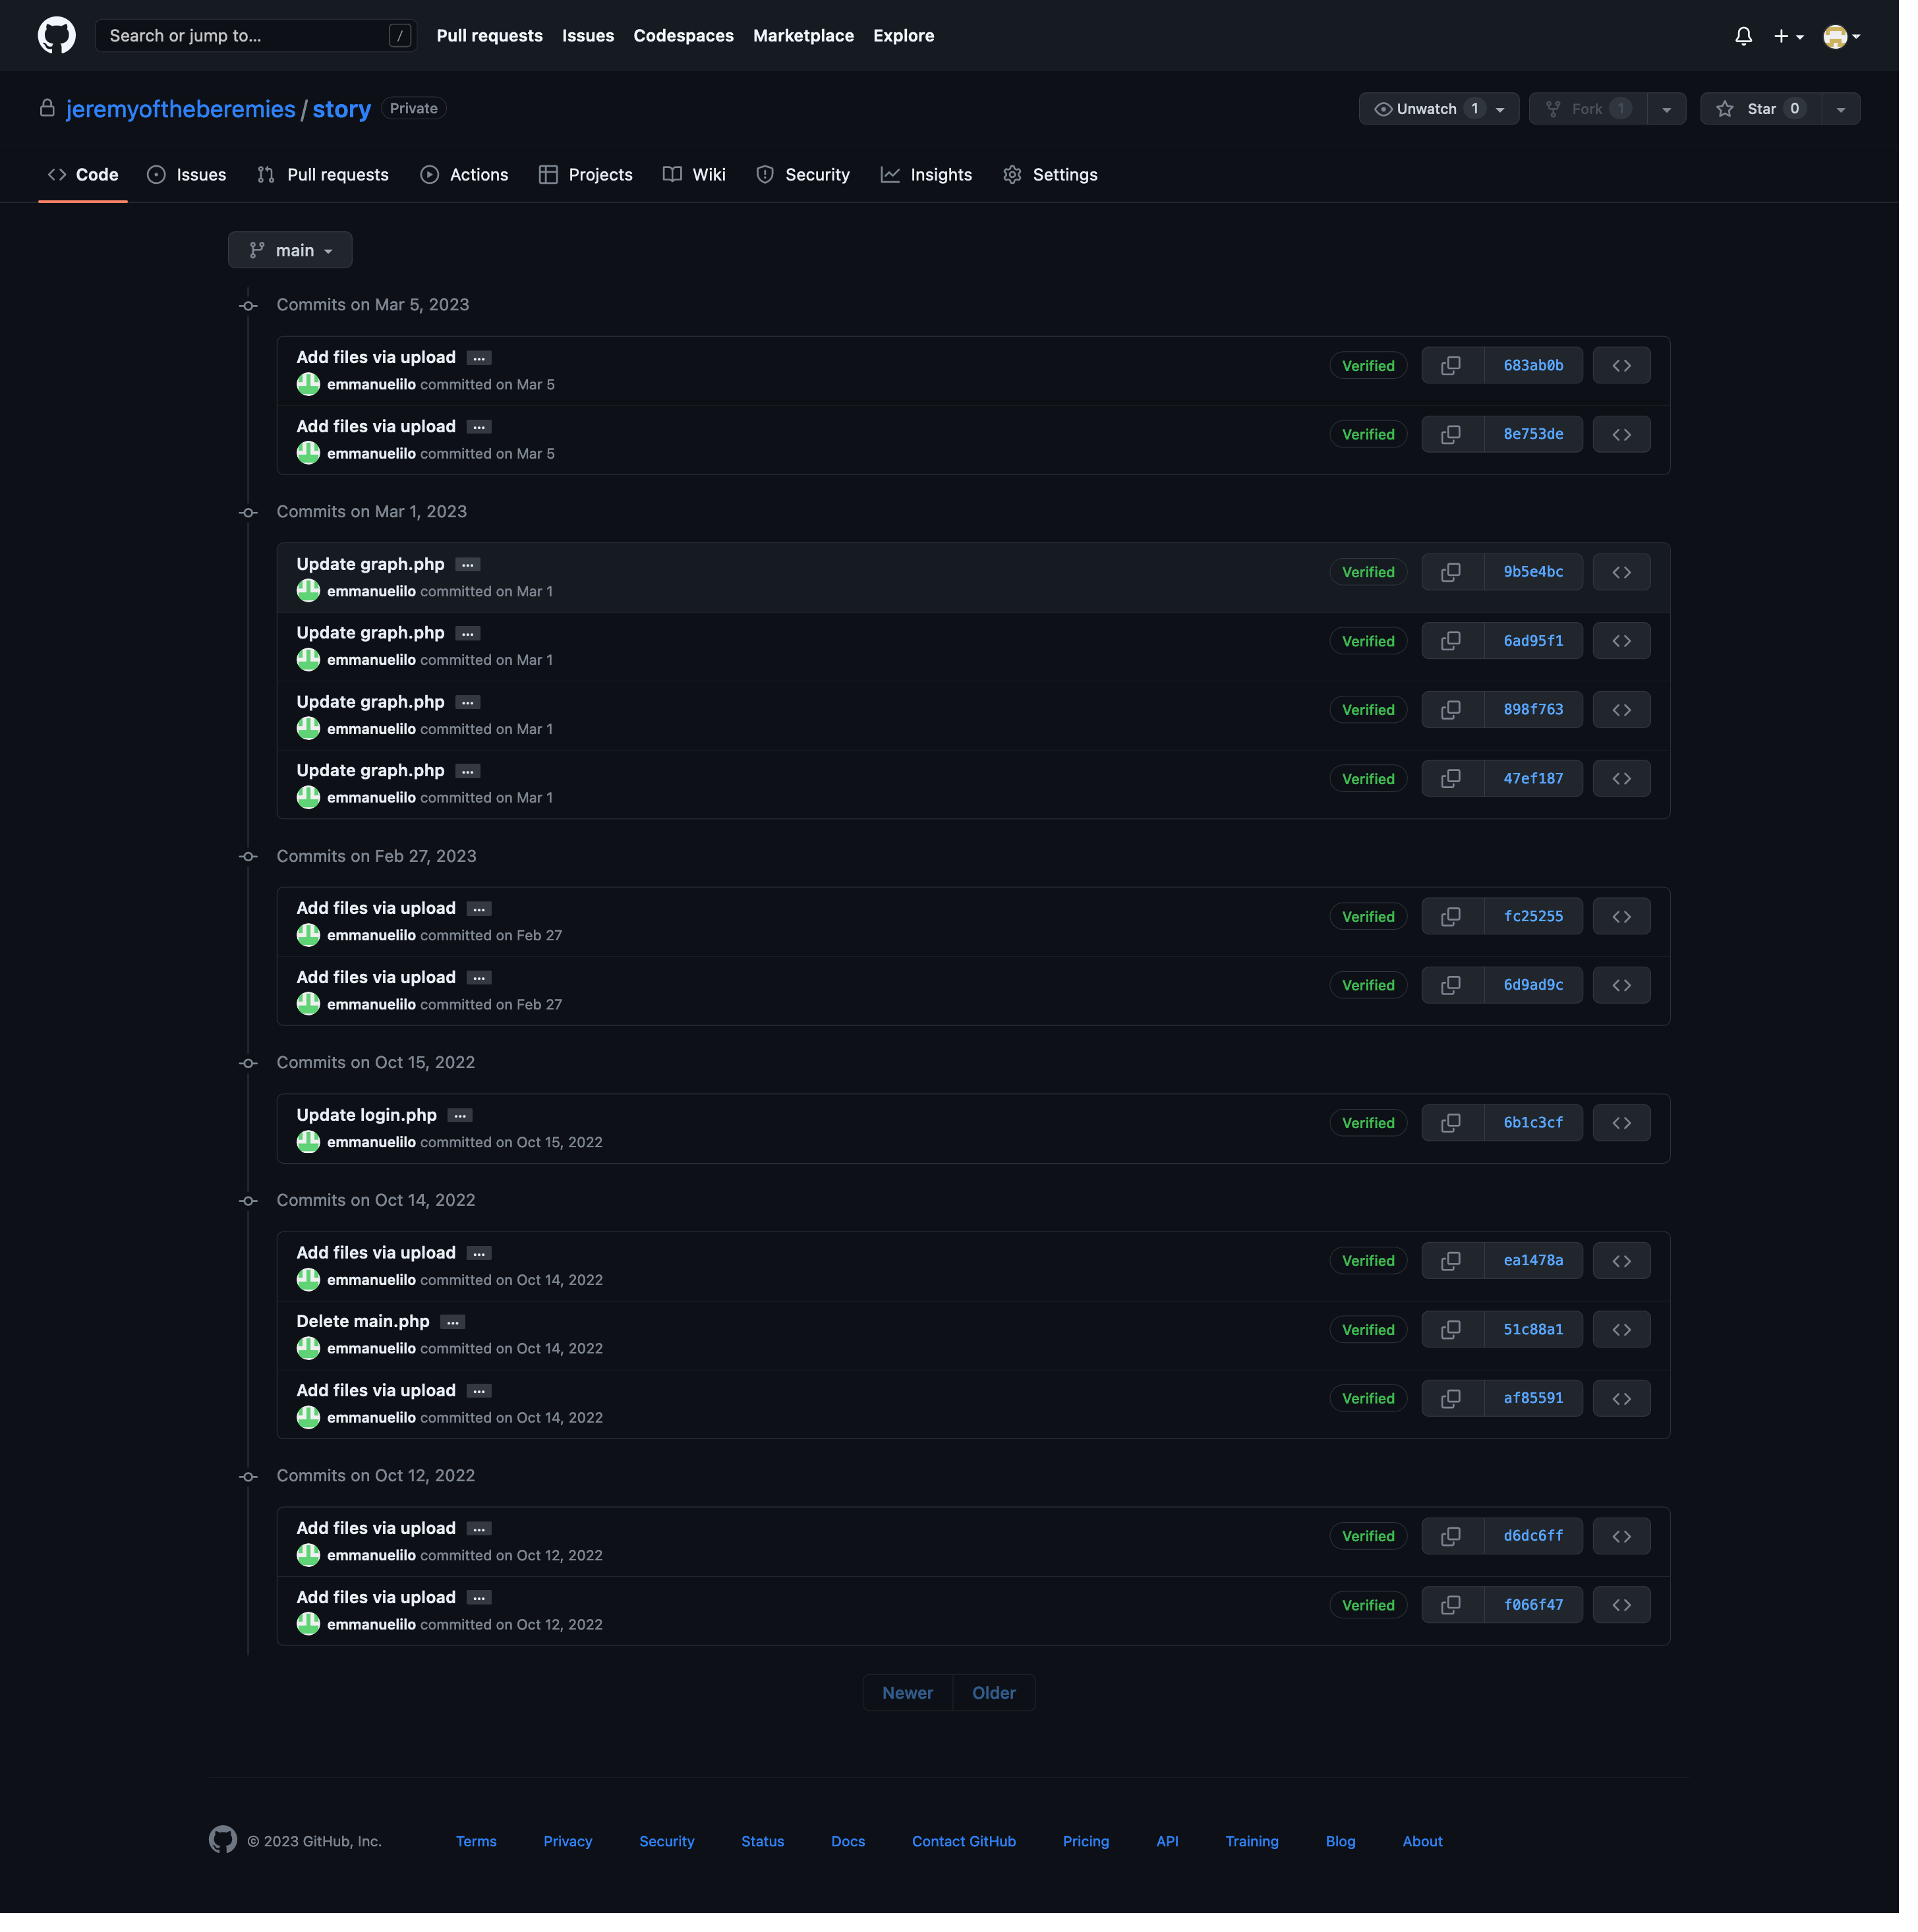 Search or jump to... /
Pull requests Issues Codespaces Marketplace Explore
jeremyoftheberemies / story Private
Unwatch 1 Fork 1 Star 0
Code Issues Pull requests Actions Projects Wiki Security Insights Settings
main
Commits on Mar 5, 2023
Add files via upload ...
emmanuelilo committed on Mar 5
Verified 683ab0b
Add files via upload ...
emmanuelilo committed on Mar 5
Verified 8e753de
Commits on Mar 1, 2023
Update graph.php ...
emmanuelilo committed on Mar 1
Verified 9b5e4bc
Update graph.php ...
emmanuelilo committed on Mar 1
Verified 6ad95f1
Update graph.php ...
emmanuelilo committed on Mar 1
Verified 898f763
Update graph.php ...
emmanuelilo committed on Mar 1
Verified 47ef187
Commits on Feb 27, 2023
Add files via upload ...
emmanuelilo committed on Feb 27
Verified fc25255
Add files via upload ...
emmanuelilo committed on Feb 27
Verified 6d9ad9c
Commits on Oct 15, 2022
Update login.php ...
emmanuelilo committed on Oct 15, 2022
Verified 6b1c3cf
Commits on Oct 14, 2022
Add files via upload ...
emmanuelilo committed on Oct 14, 2022
Verified ea1478a
Delete main.php ...
emmanuelilo committed on Oct 14, 2022
Verified 51c88a1
Add files via upload ...
emmanuelilo committed on Oct 14, 2022
Verified af85591
Commits on Oct 12, 2022
Add files via upload ...
emmanuelilo committed on Oct 12, 2022
Verified d6dc6ff
Add files via upload ...
emmanuelilo committed on Oct 12, 2022
Verified f066f47
Newer Older
© 2023 GitHub, Inc. Terms Privacy Security Status Docs Contact GitHub Pricing API Training Blog About